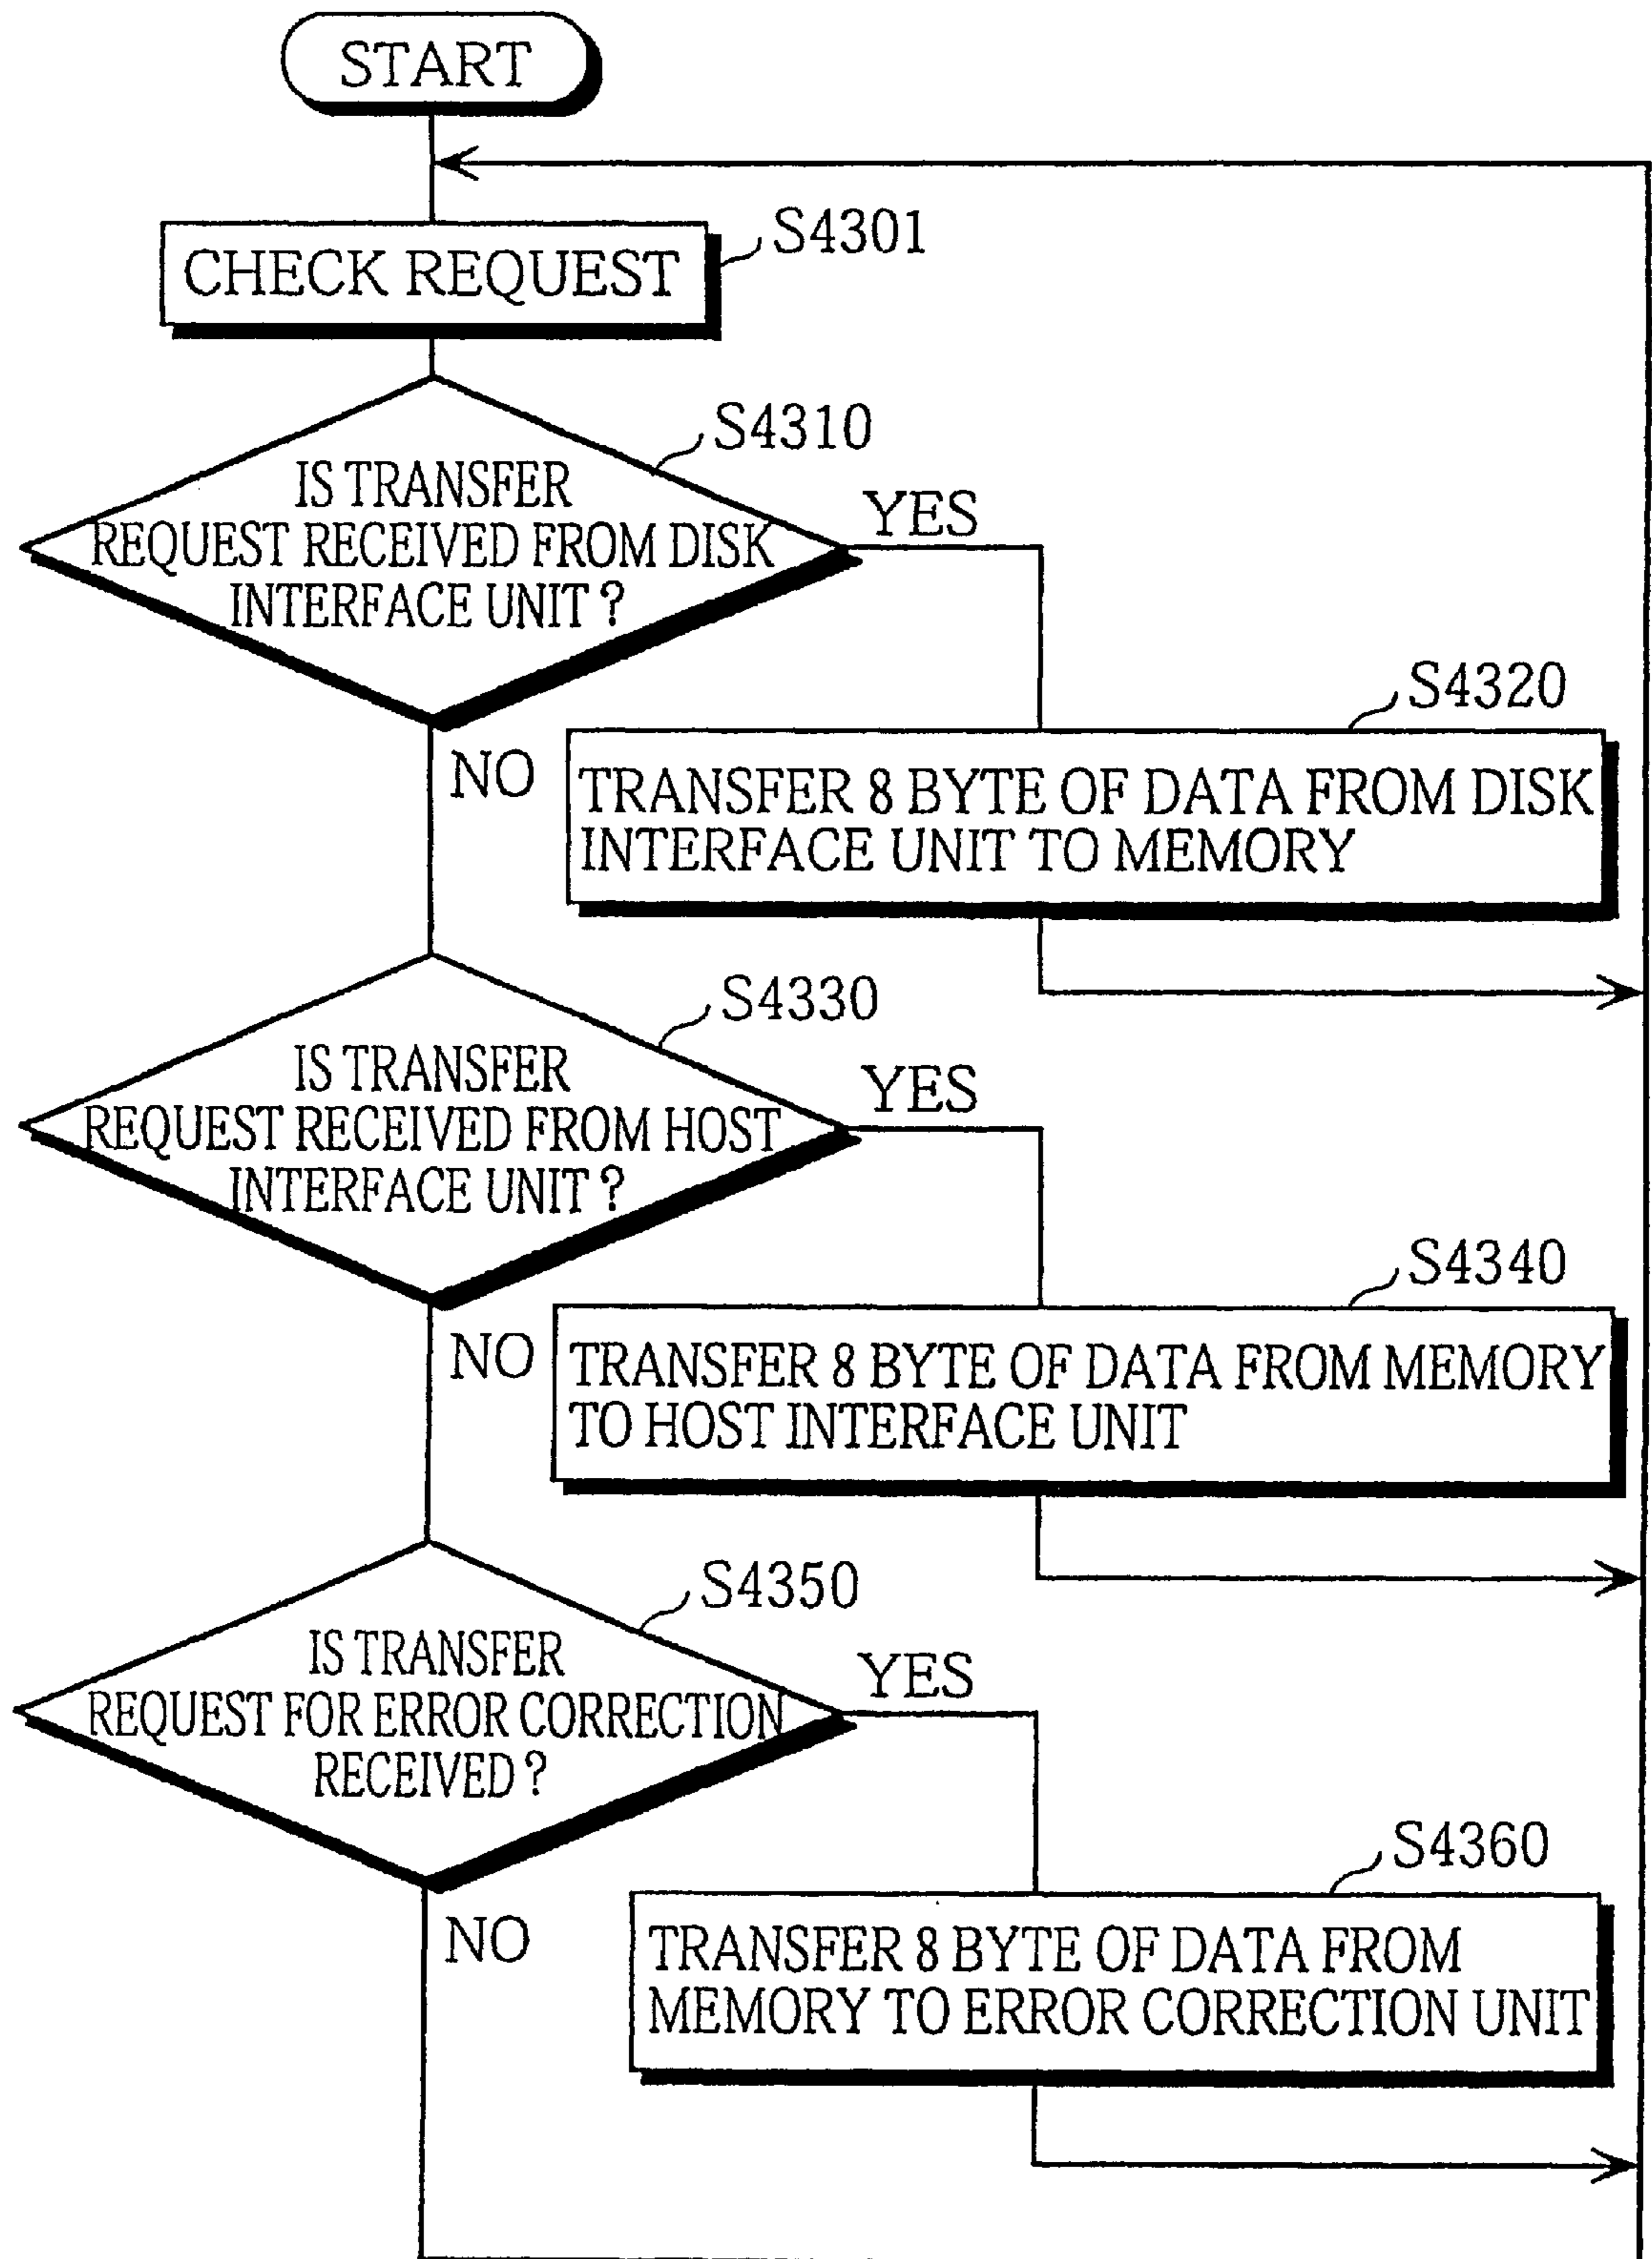 START
CHECK REQUEST
S4301
S4310
IS TRANSFER
REQUEST RECEIVED FROM DISK
INTERFACE UNIT ?
YES
NO
S4320
TRANSFER 8 BYTE OF DATA FROM DISK
INTERFACE UNIT TO MEMORY
S4330
IS TRANSFER
REQUEST RECEIVED FROM HOST
INTERFACE UNIT ?
YES
NO
S4340
TRANSFER 8 BYTE OF DATA FROM MEMORY
TO HOST INTERFACE UNIT
S4350
IS TRANSFER
REQUEST FOR ERROR CORRECTION
RECEIVED ?
YES
NO
S4360
TRANSFER 8 BYTE OF DATA FROM
MEMORY TO ERROR CORRECTION UNIT